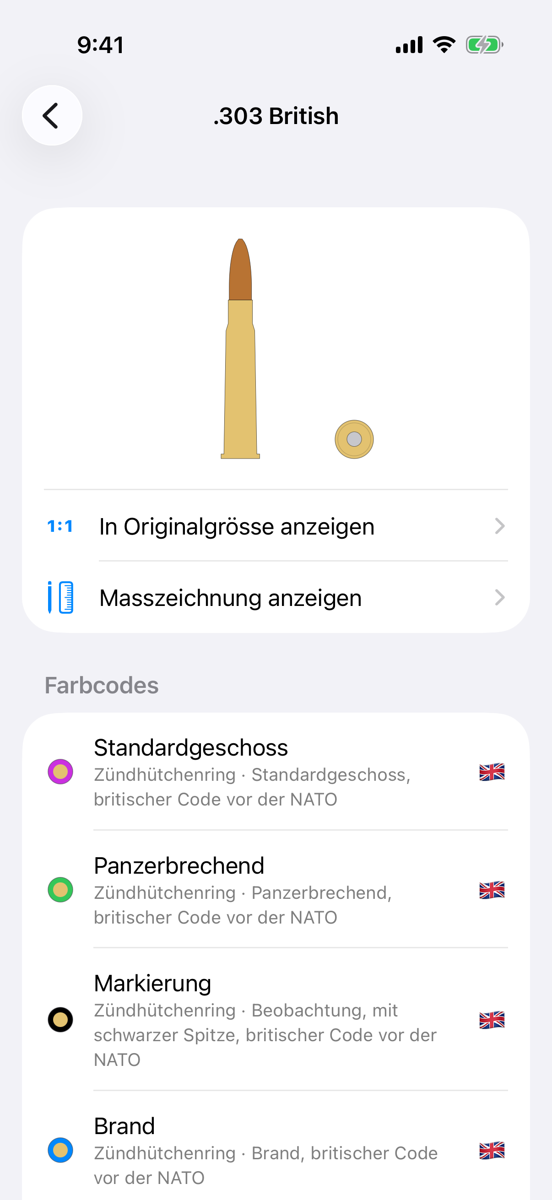 9:41
.303 British
1:1 In Originalgrösse anzeigen
Masszeichnung anzeigen
Farbcodes
Standardgeschoss
Zündhütchenring · Standardgeschoss,
britischer Code vor der NATO
Panzerbrechend
Zündhütchenring · Panzerbrechend,
britischer Code vor der NATO
Markierung
Zündhütchenring · Beobachtung, mit
schwarzer Spitze, britischer Code vor der
NATO
Brand
Zündhütchenring · Brand, britischer Code
vor der NATO